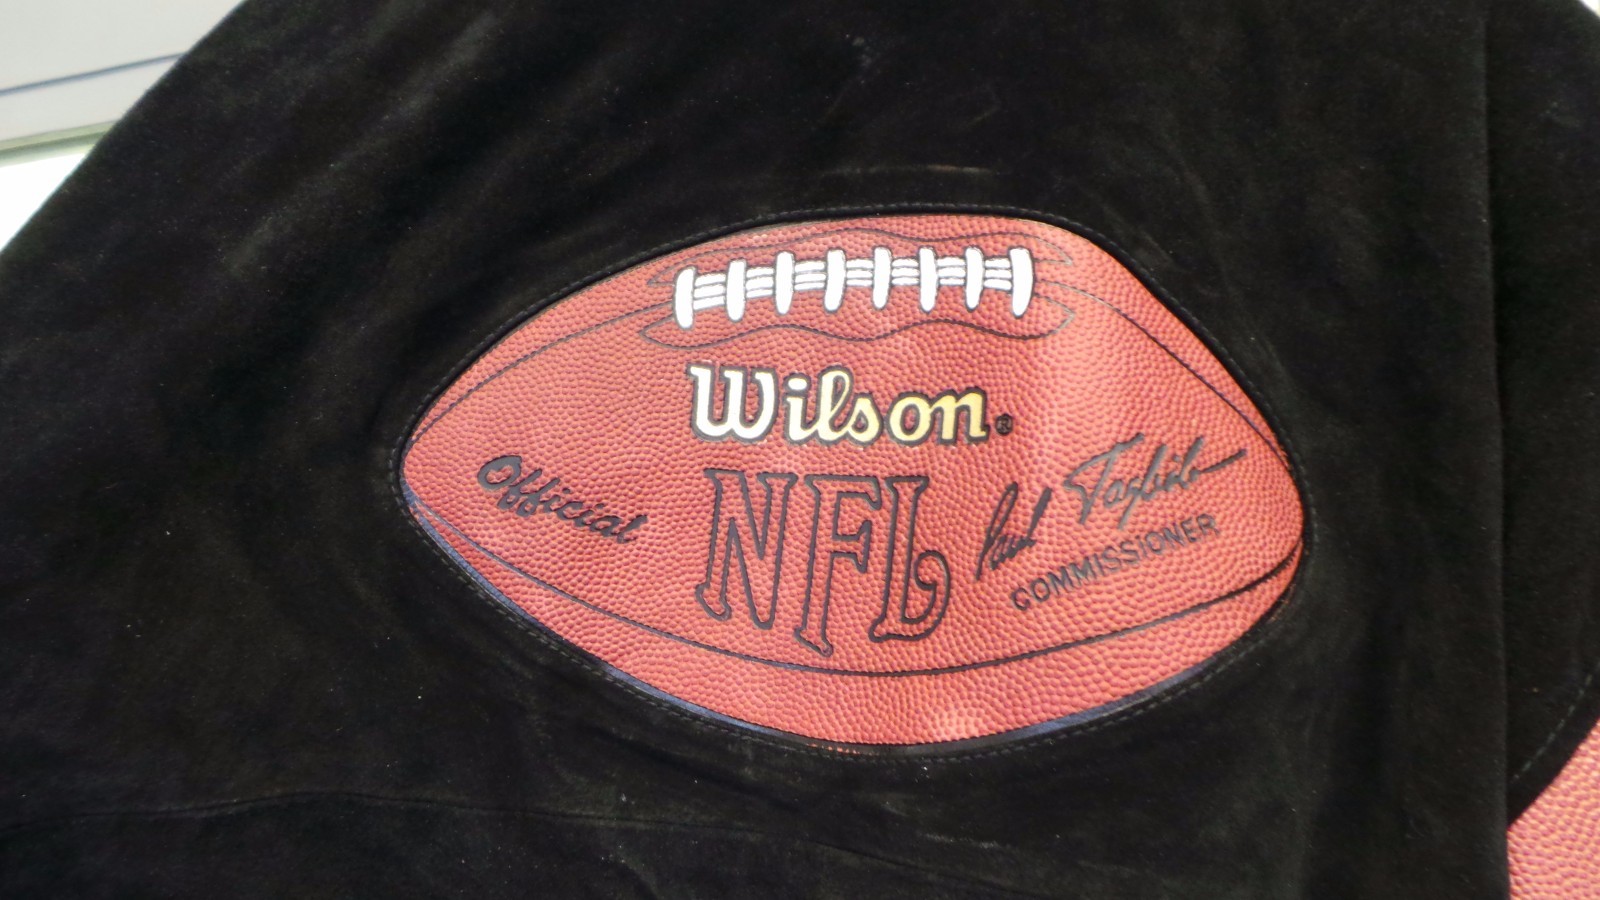 Wilson®
Official
NFL
Paul Tagliabue
COMMISSIONER